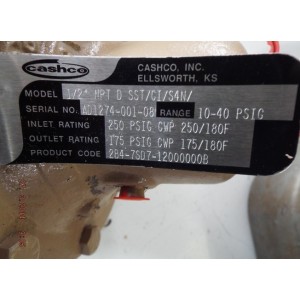 cashco
CASHCO, INC.
ELLSWORTH, KS
MODEL 1/2" NPT D SST/CI/S4N/
SERIAL NO. A01274-001-08 RANGE 10-40 PSIG
INLET RATING 250 PSIG CWP 250/180F
OUTLET RATING 175 PSIG CWP 175/180F
PRODUCT CODE 2B4-7SD7-12000000B